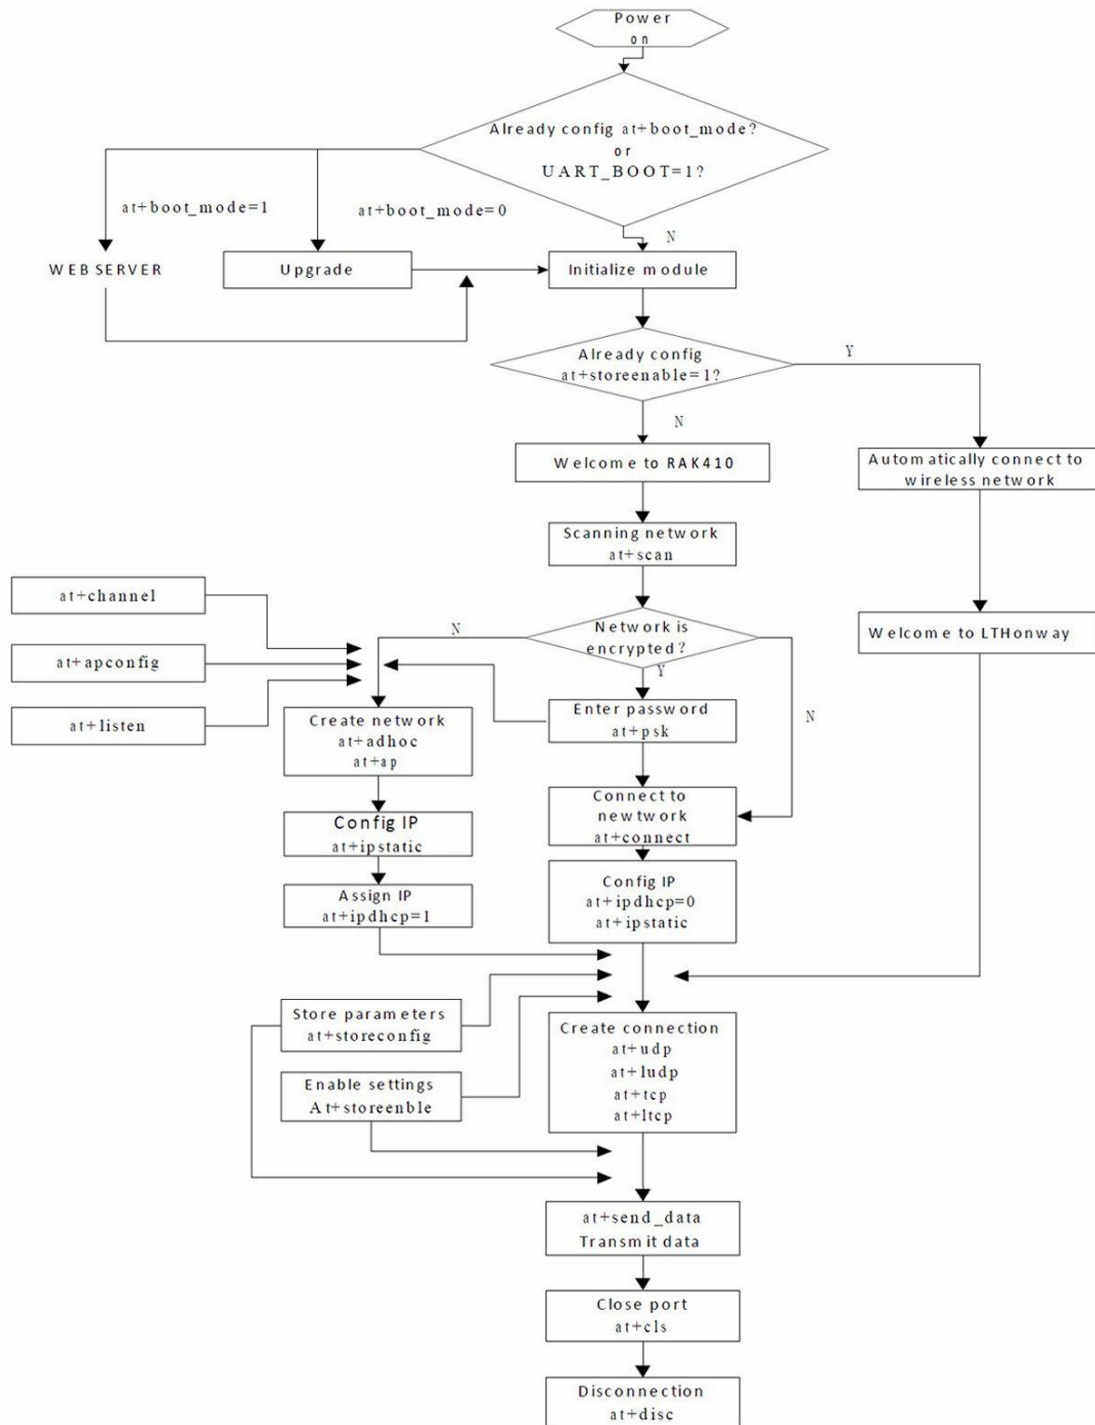 Power
on
Already config at+boot_mode?
or
UART_BOOT=1?
at+boot_mode=1
at+boot_mode=0
N
WEB SERVER
Upgrade
Initialize module
Already config
at+storeenable=1?
Y
N
Welcome to RAK410
Automatically connect to
wireless network
Scanning network
at+scan
at+channel
at+apconfig
at+listen
N
Network is
encrypted?
Y
N
Welcome to LTHonway
Create network
at+adhoc
at+ap
Enter password
at+psk
Connect to
newtwork
at+connect
Config IP
at+ipstatic
Assign IP
at+ipdhcp=1
Config IP
at+ipdhcp=0
at+ipstatic
Store parameters
at+storeconfig
Enable settings
At+storeenble
Create connection
at+udp
at+ludp
at+tcp
at+ltcp
at+send_data
Transmit data
Close port
at+cls
Disconnection
at+disc